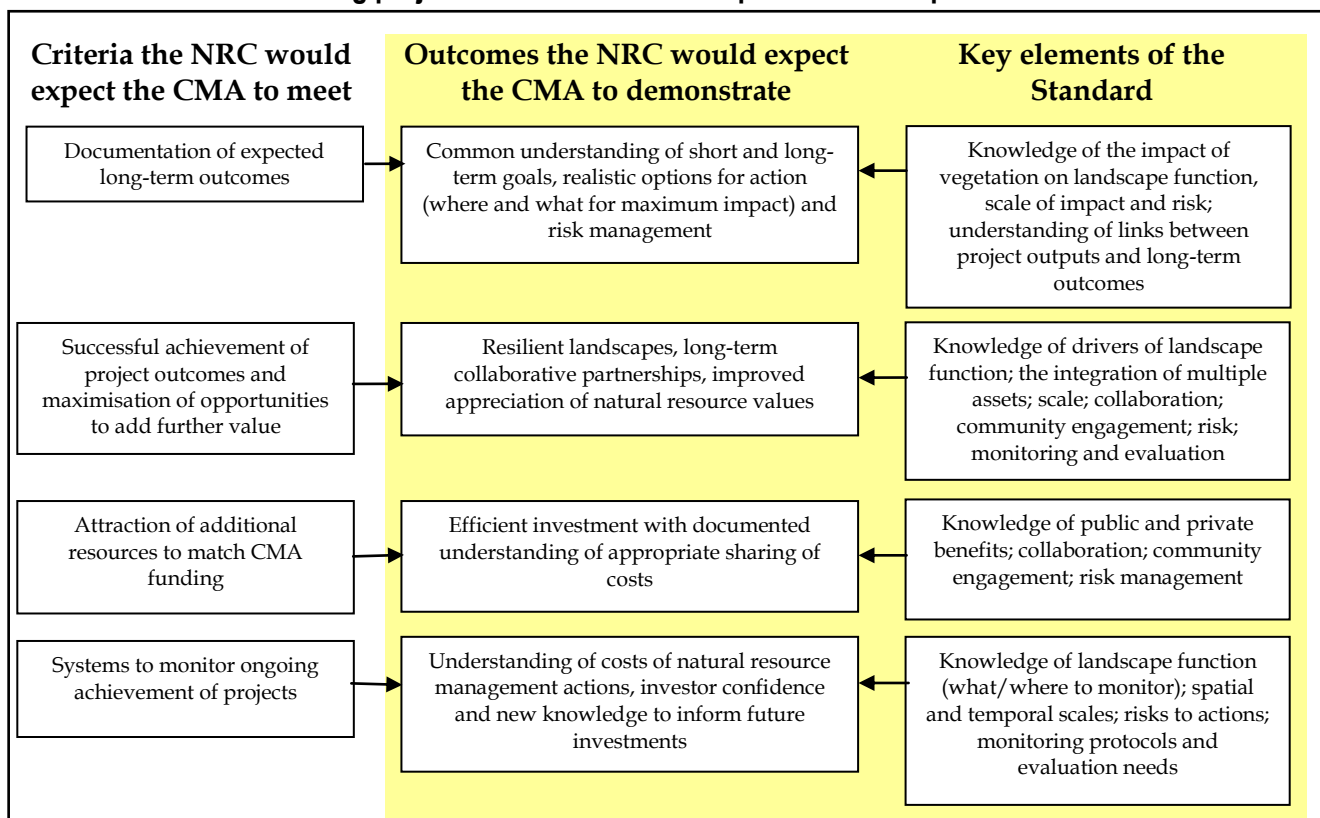 Criteria the NRC would
expect the CMA to meet
Outcomes the NRC would expect
the CMA to demonstrate
Key elements of the
Standard
Documentation of expected
long-term outcomes
Common understanding of short and long-
term goals, realistic options for action
(where and what for maximum impact) and
risk management
Knowledge of the impact of
vegetation on landscape function,
scale of impact and risk;
understanding of links between
project outputs and long-term
outcomes
Successful achievement of
project outcomes and
maximisation of opportunities
to add further value
Resilient landscapes, long-term
collaborative partnerships, improved
appreciation of natural resource values
Knowledge of drivers of landscape
function; the integration of multiple
assets; scale; collaboration;
community engagement; risk;
monitoring and evaluation
Attraction of additional
resources to match CMA
funding
Efficient investment with documented
understanding of appropriate sharing of
costs
Knowledge of public and private
benefits; collaboration; community
engagement; risk management
Systems to monitor ongoing
achievement of projects
Understanding of costs of natural resource
management actions, investor confidence
and new knowledge to inform future
investments
Knowledge of landscape function
(what/where to monitor); spatial
and temporal scales; risks to actions;
monitoring protocols and
evaluation needs